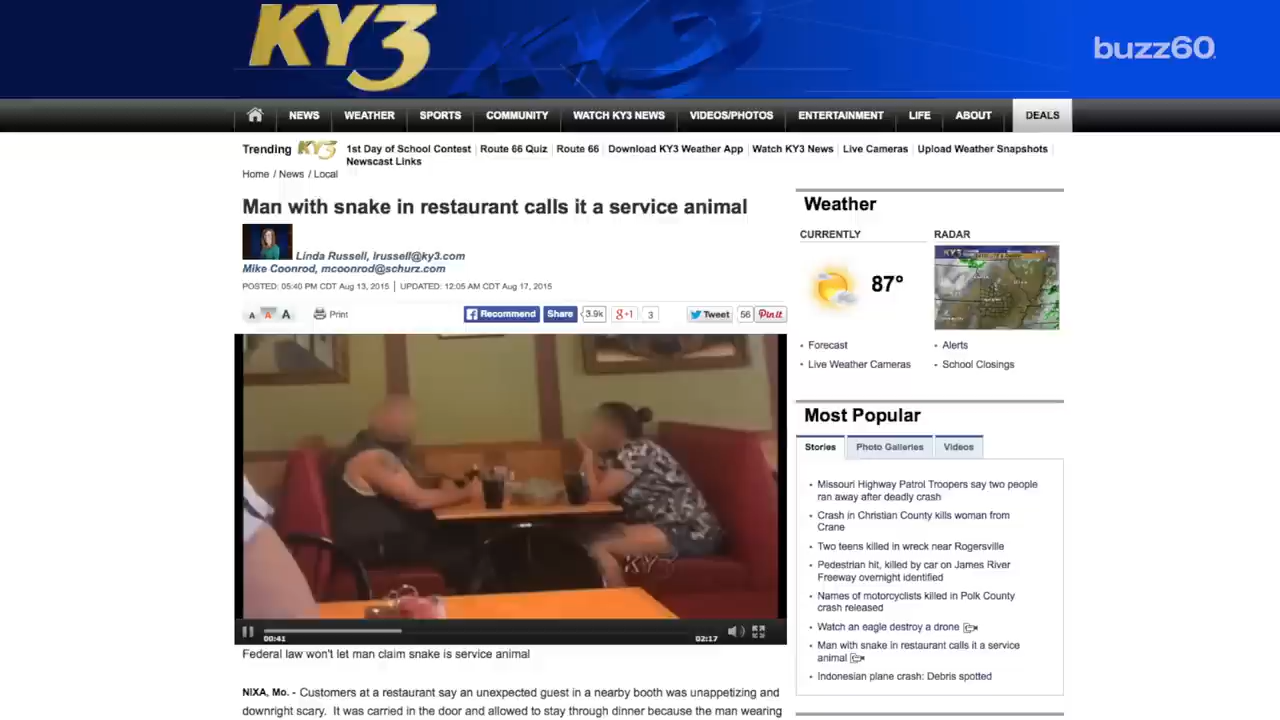 KY3
buzz60
NEWS WEATHER SPORTS COMMUNITY WATCH KY3 NEWS VIDEOS/PHOTOS ENTERTAINMENT LIFE ABOUT DEALS
Trending KY3 1st Day of School Contest Route 66 Quiz Route 66 Download KY3 Weather App Watch KY3 News Live Cameras Upload Weather Snapshots
Newscast Links
Home / News / Local
Man with snake in restaurant calls it a service animal
Linda Russell, lrussell@ky3.com
Mike Coonrod, mcoonrod@schurz.com
POSTED: 05:40 PM CDT Aug 13, 2015 | UPDATED: 12:05 AM CDT Aug 17, 2015
A A A Print Recommend Share 3.9k g+1 3 Tweet 56 Pin it
KY3
00:41 02:17
Federal law won't let man claim snake is service animal
NIXA, Mo. - Customers at a restaurant say an unexpected guest in a nearby booth was unappetizing and
downright scary. It was carried in the door and allowed to stay through dinner because the man wearing
Weather
CURRENTLY RADAR
87°
KY3
• Forecast • Alerts
• Live Weather Cameras • School Closings
Most Popular
Stories Photo Galleries Videos
• Missouri Highway Patrol Troopers say two people
ran away after deadly crash
• Crash in Christian County kills woman from
Crane
• Two teens killed in wreck near Rogersville
• Pedestrian hit, killed by car on James River
Freeway overnight identified
• Names of motorcyclists killed in Polk County
crash released
• Watch an eagle destroy a drone
• Man with snake in restaurant calls it a service
animal
• Indonesian plane crash: Debris spotted